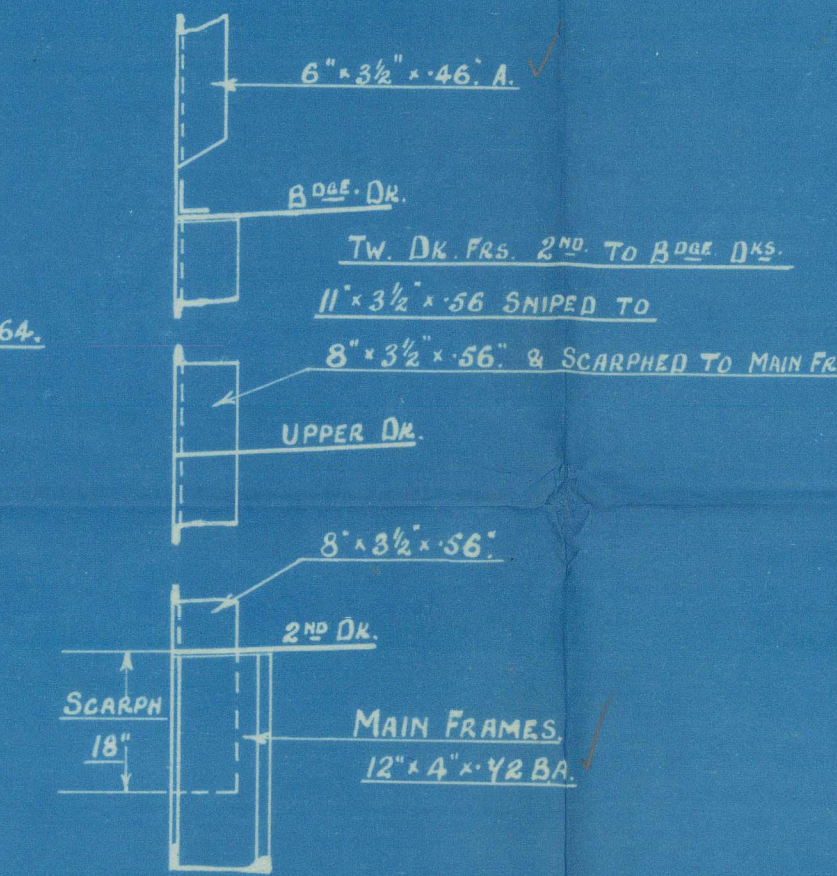 6" × 3½" × ·46" A.
BDGE. DK.
TW. DK. FRS. 2ND. TO BDGE. DKS.
11" × 3½" × ·56 SNIPED TO
64.
8" × 3½" × ·56" & SCARPHED TO MAIN FR
UPPER DK.
8" × 3½" × ·56"
2ND DK.
SCARPH
18"
MAIN FRAMES.
12" × 4" × B.A.